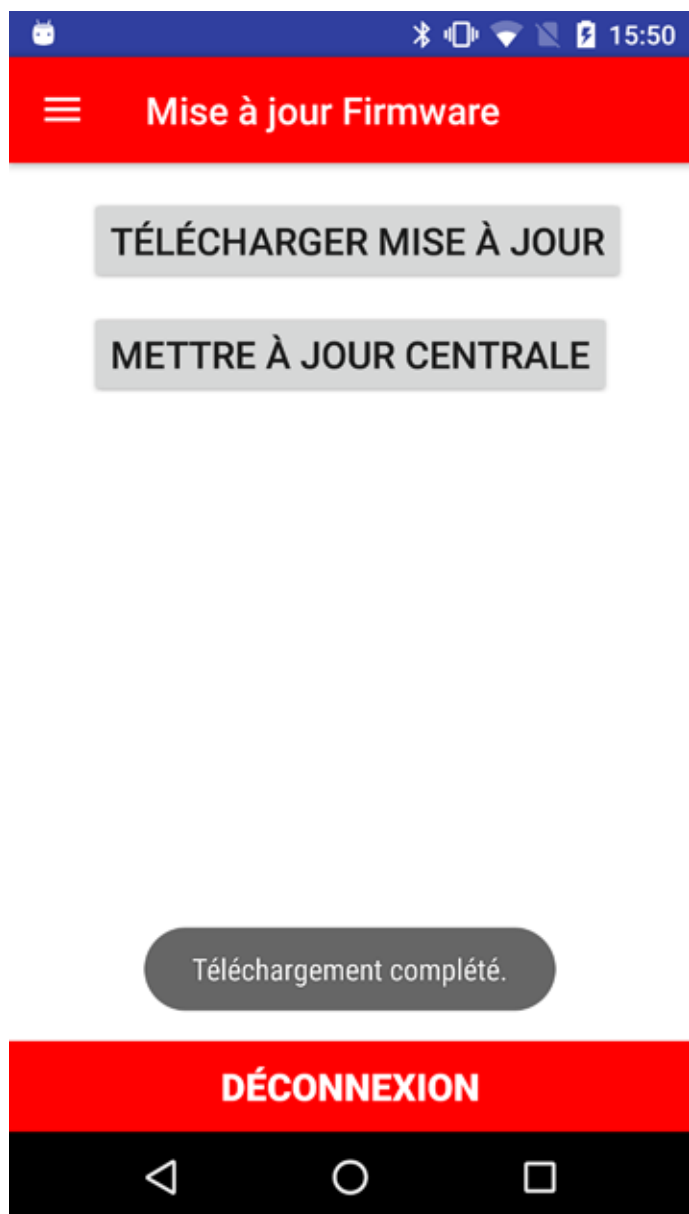 15:50
Mise à jour Firmware
TÉLÉCHARGER MISE À JOUR
METTRE À JOUR CENTRALE
Téléchargement complété.
DÉCONNEXION